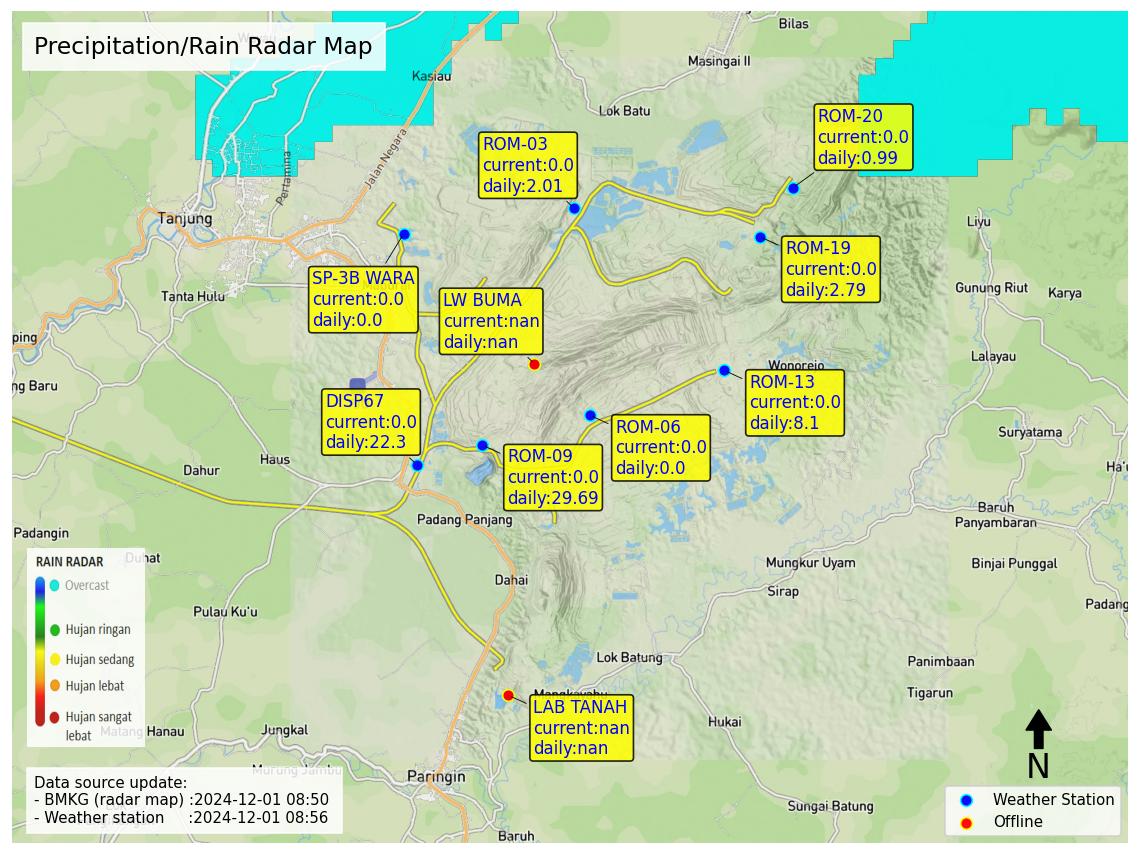 Precipitation/Rain Radar Map
Bilas
Masingai II
Kasiau
Lok Batu
Jalan Negara
Pertamina
Tanjung
ROM-03
current:0.0
daily:2.01
ROM-20
current:0.0
daily:0.99
Liyu
ROM-19
current:0.0
daily:2.79
SP-3B WARA
current:0.0
daily:0.0
LW BUMA
current:nan
daily:nan
Tanta Hulu
Gunung Riut
Karya
ping
ng Baru
Lalayau
Wonorejo
ROM-13
current:0.0
daily:8.1
DISP67
current:0.0
daily:22.3
ROM-06
current:0.0
daily:0.0
ROM-09
current:0.0
daily:29.69
Suryatama
Haus
Dahur
Ha'u
Padang Panjang
Baruh
Panyambaran
Padangin
Duhat
Binjai Punggal
Mungkur Uyam
Dahai
Sirap
Padang
Pulau Ku'u
RAIN RADAR
Overcast
Hujan ringan
Hujan sedang
Hujan lebat
Hujan sangat
lebat
Lok Batung
Panimbaan
Tigarun
Mangkayahu
LAB TANAH
current:nan
daily:nan
Matang Hanau
Jungkal
Hukai
Murung Jambu
Paringin
Sungai Batung
Baruh
Data source update:
- BMKG (radar map) :2024-12-01 08:50
- Weather station :2024-12-01 08:56
N
Weather Station
Offline